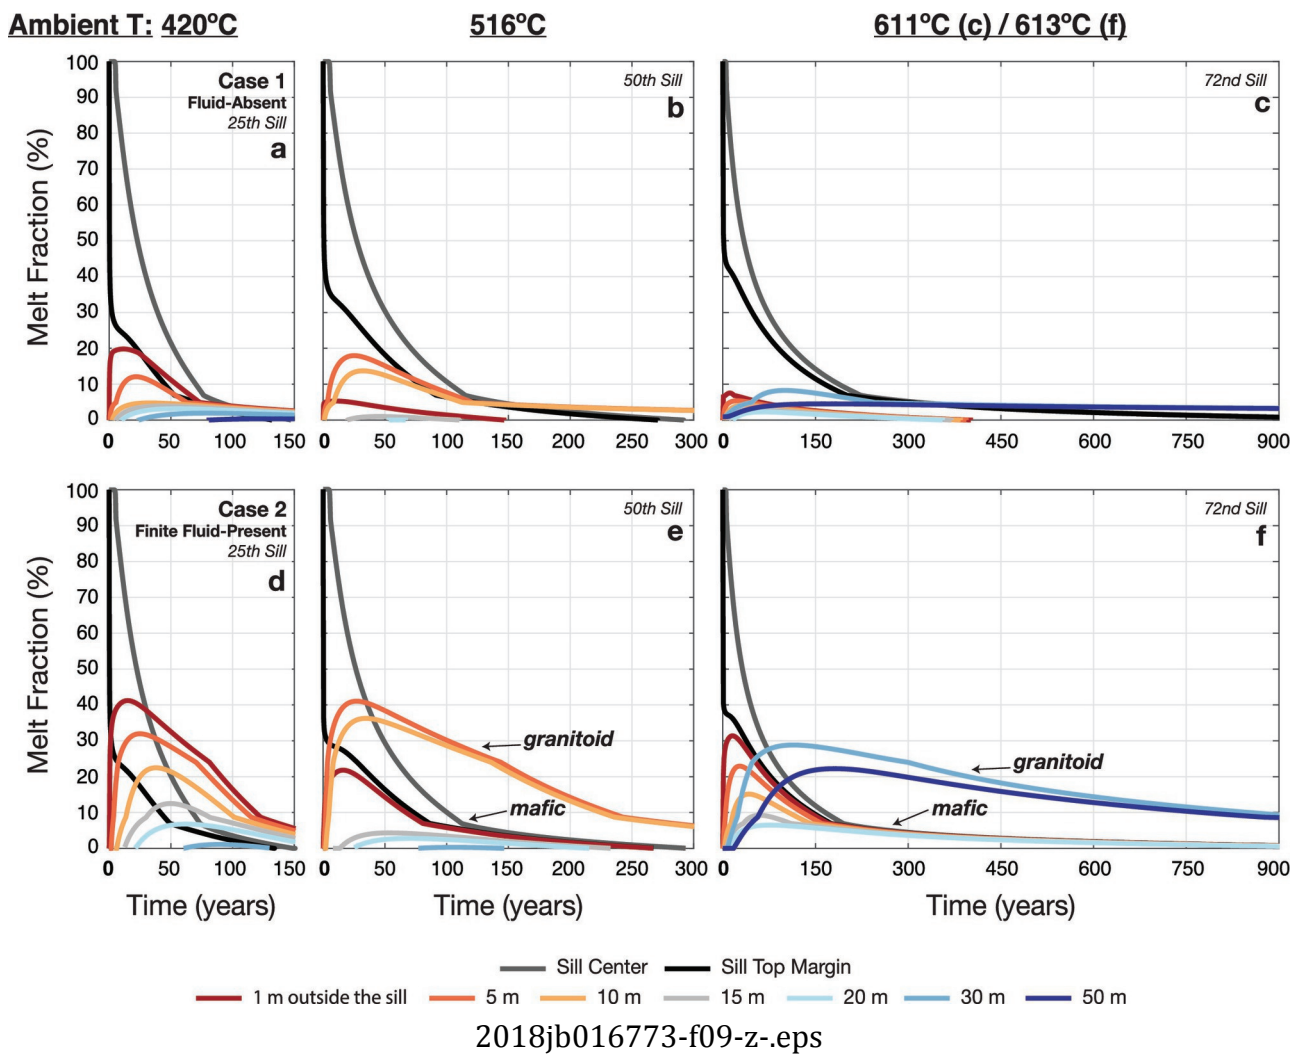 Ambient T: 420°C 516°C 611°C (c) / 613°C (f)
Case 1
Fluid-Absent
25th Sill
a
50th Sill
b
72nd Sill
c
Melt Fraction (%)
100
90
80
70
60
50
40
30
20
10
0
0 50 100 150
0 50 100 150 200 250 300
0 150 300 450 600 750 900
Case 2
Finite Fluid-Present
25th Sill
d
50th Sill
e
granitoid
mafic
72nd Sill
f
granitoid
mafic
Melt Fraction (%)
100
90
80
70
60
50
40
30
20
10
0
0 50 100 150
0 50 100 150 200 250 300
0 150 300 450 600 750 900
Time (years) Time (years) Time (years)
Sill Center Sill Top Margin
1 m outside the sill 5 m 10 m 15 m 20 m 30 m 50 m
2018jb016773-f09-z-.eps